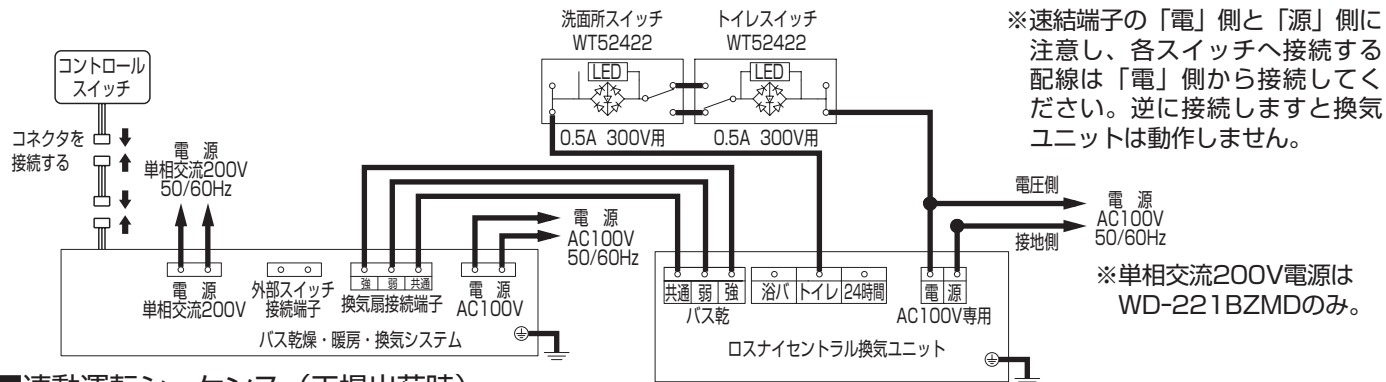 洗面所スイッチ
WT52422
トイレスイッチ
WT52422
※速結端子の「電」側と「源」側に
注意し、各スイッチへ接続する
配線は「電」側から接続してく
ださい。逆に接続しますと換気
ユニットは動作しません。
コントロール
スイッチ
LED
LED
0.5A 300V用
0.5A 300V用
コネクタを
接続する
電 源
単相交流200V
50/60Hz
電 源
AC100V
50/60Hz
電圧側
接地側
電 源
AC100V
50/60Hz
※単相交流200V電源は
WD-221BZMDのみ。
電 源
単相交流200V
外部スイッチ
接続端子
強 弱 共通
換気扇接続端子
電 源
AC100V
バス乾燥・暖房・換気システム
共通 弱 強
バス乾
浴バ トイレ 24時間
電 源
AC100V専用
ロスナイセントラル換気ユニット